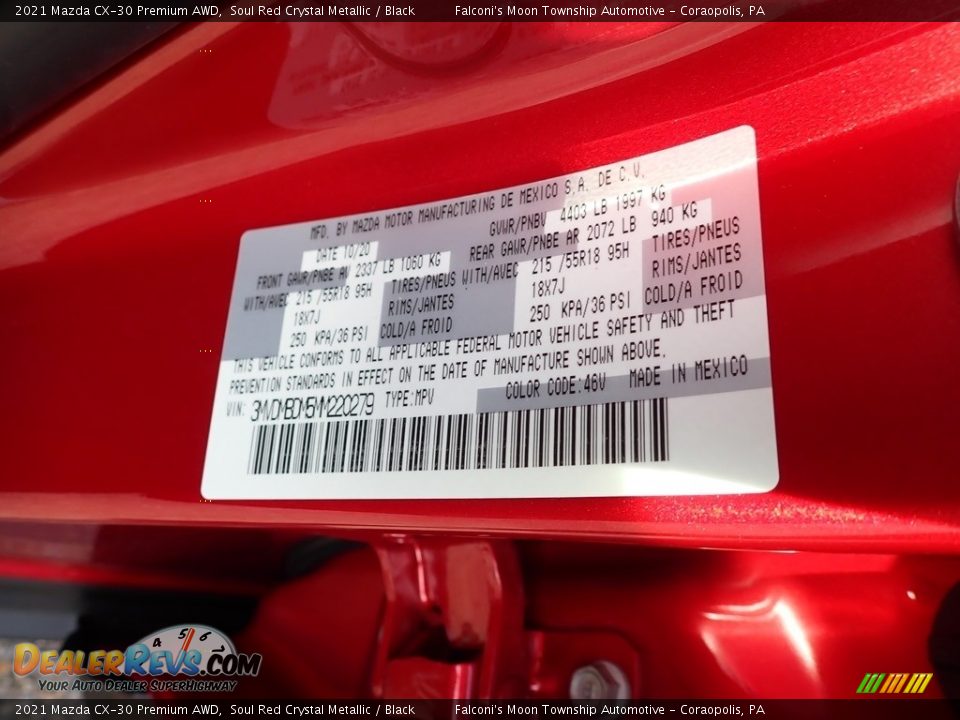 2021 Mazda CX-30 Premium AWD, Soul Red Crystal Metallic / Black Falconi's Moon Township Automotive - Coraopolis, PA
MFD. BY MAZDA MOTOR MANUFACTURING DE MEXICO S.A. DE C.V.
DATE 10/20 GVWR/PNBV 4403 LB 1997 KG
FRONT GAWR/PNBE AV 2337 LB 1060 KG REAR GAWR/PNBE AR 2072 LB 940 KG
WITH/AVEC 215 /55R18 95H TIRES/PNEUS WITH/AVEC 215 /55R18 95H TIRES/PNEUS
18X7J RIMS/JANTES 18X7J RIMS/JANTES
250 KPA/36 PSI COLD/A FROID 250 KPA/36 PSI COLD/A FROID
THIS VEHICLE CONFORMS TO ALL APPLICABLE FEDERAL MOTOR VEHICLE SAFETY AND THEFT
PREVENTION STANDARDS IN EFFECT ON THE DATE OF MANUFACTURE SHOWN ABOVE.
VIN: 3MVDMBDM5MM220279 TYPE:MPV COLOR CODE:46V MADE IN MEXICO
4 5 6
DEALERREVS.COM
YOUR AUTO DEALER SUPERHIGHWAY
2021 Mazda CX-30 Premium AWD, Soul Red Crystal Metallic / Black Falconi's Moon Township Automotive - Coraopolis, PA